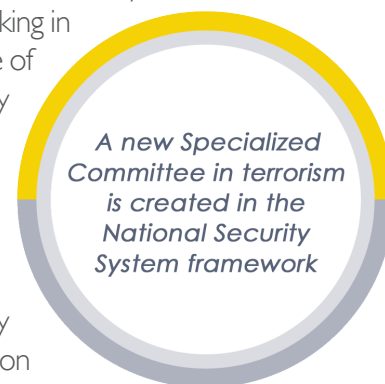 king in
of
A new Specialized
Committee in terrorism
is created in the
National Security
System framework
on